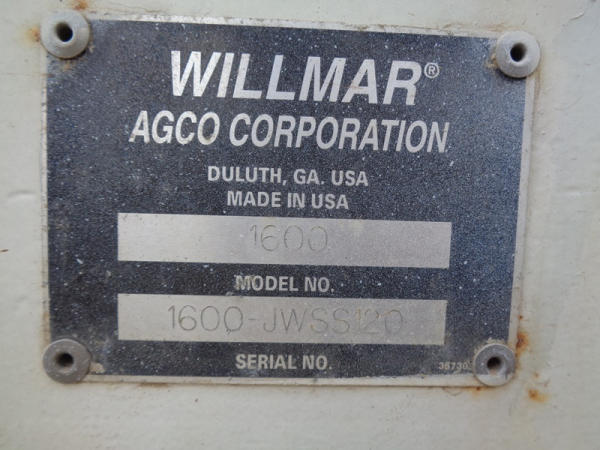 WILLMAR®
AGCO CORPORATION
DULUTH, GA. USA
MADE IN USA
1600
MODEL NO.
1600-JWSS120
SERIAL NO.